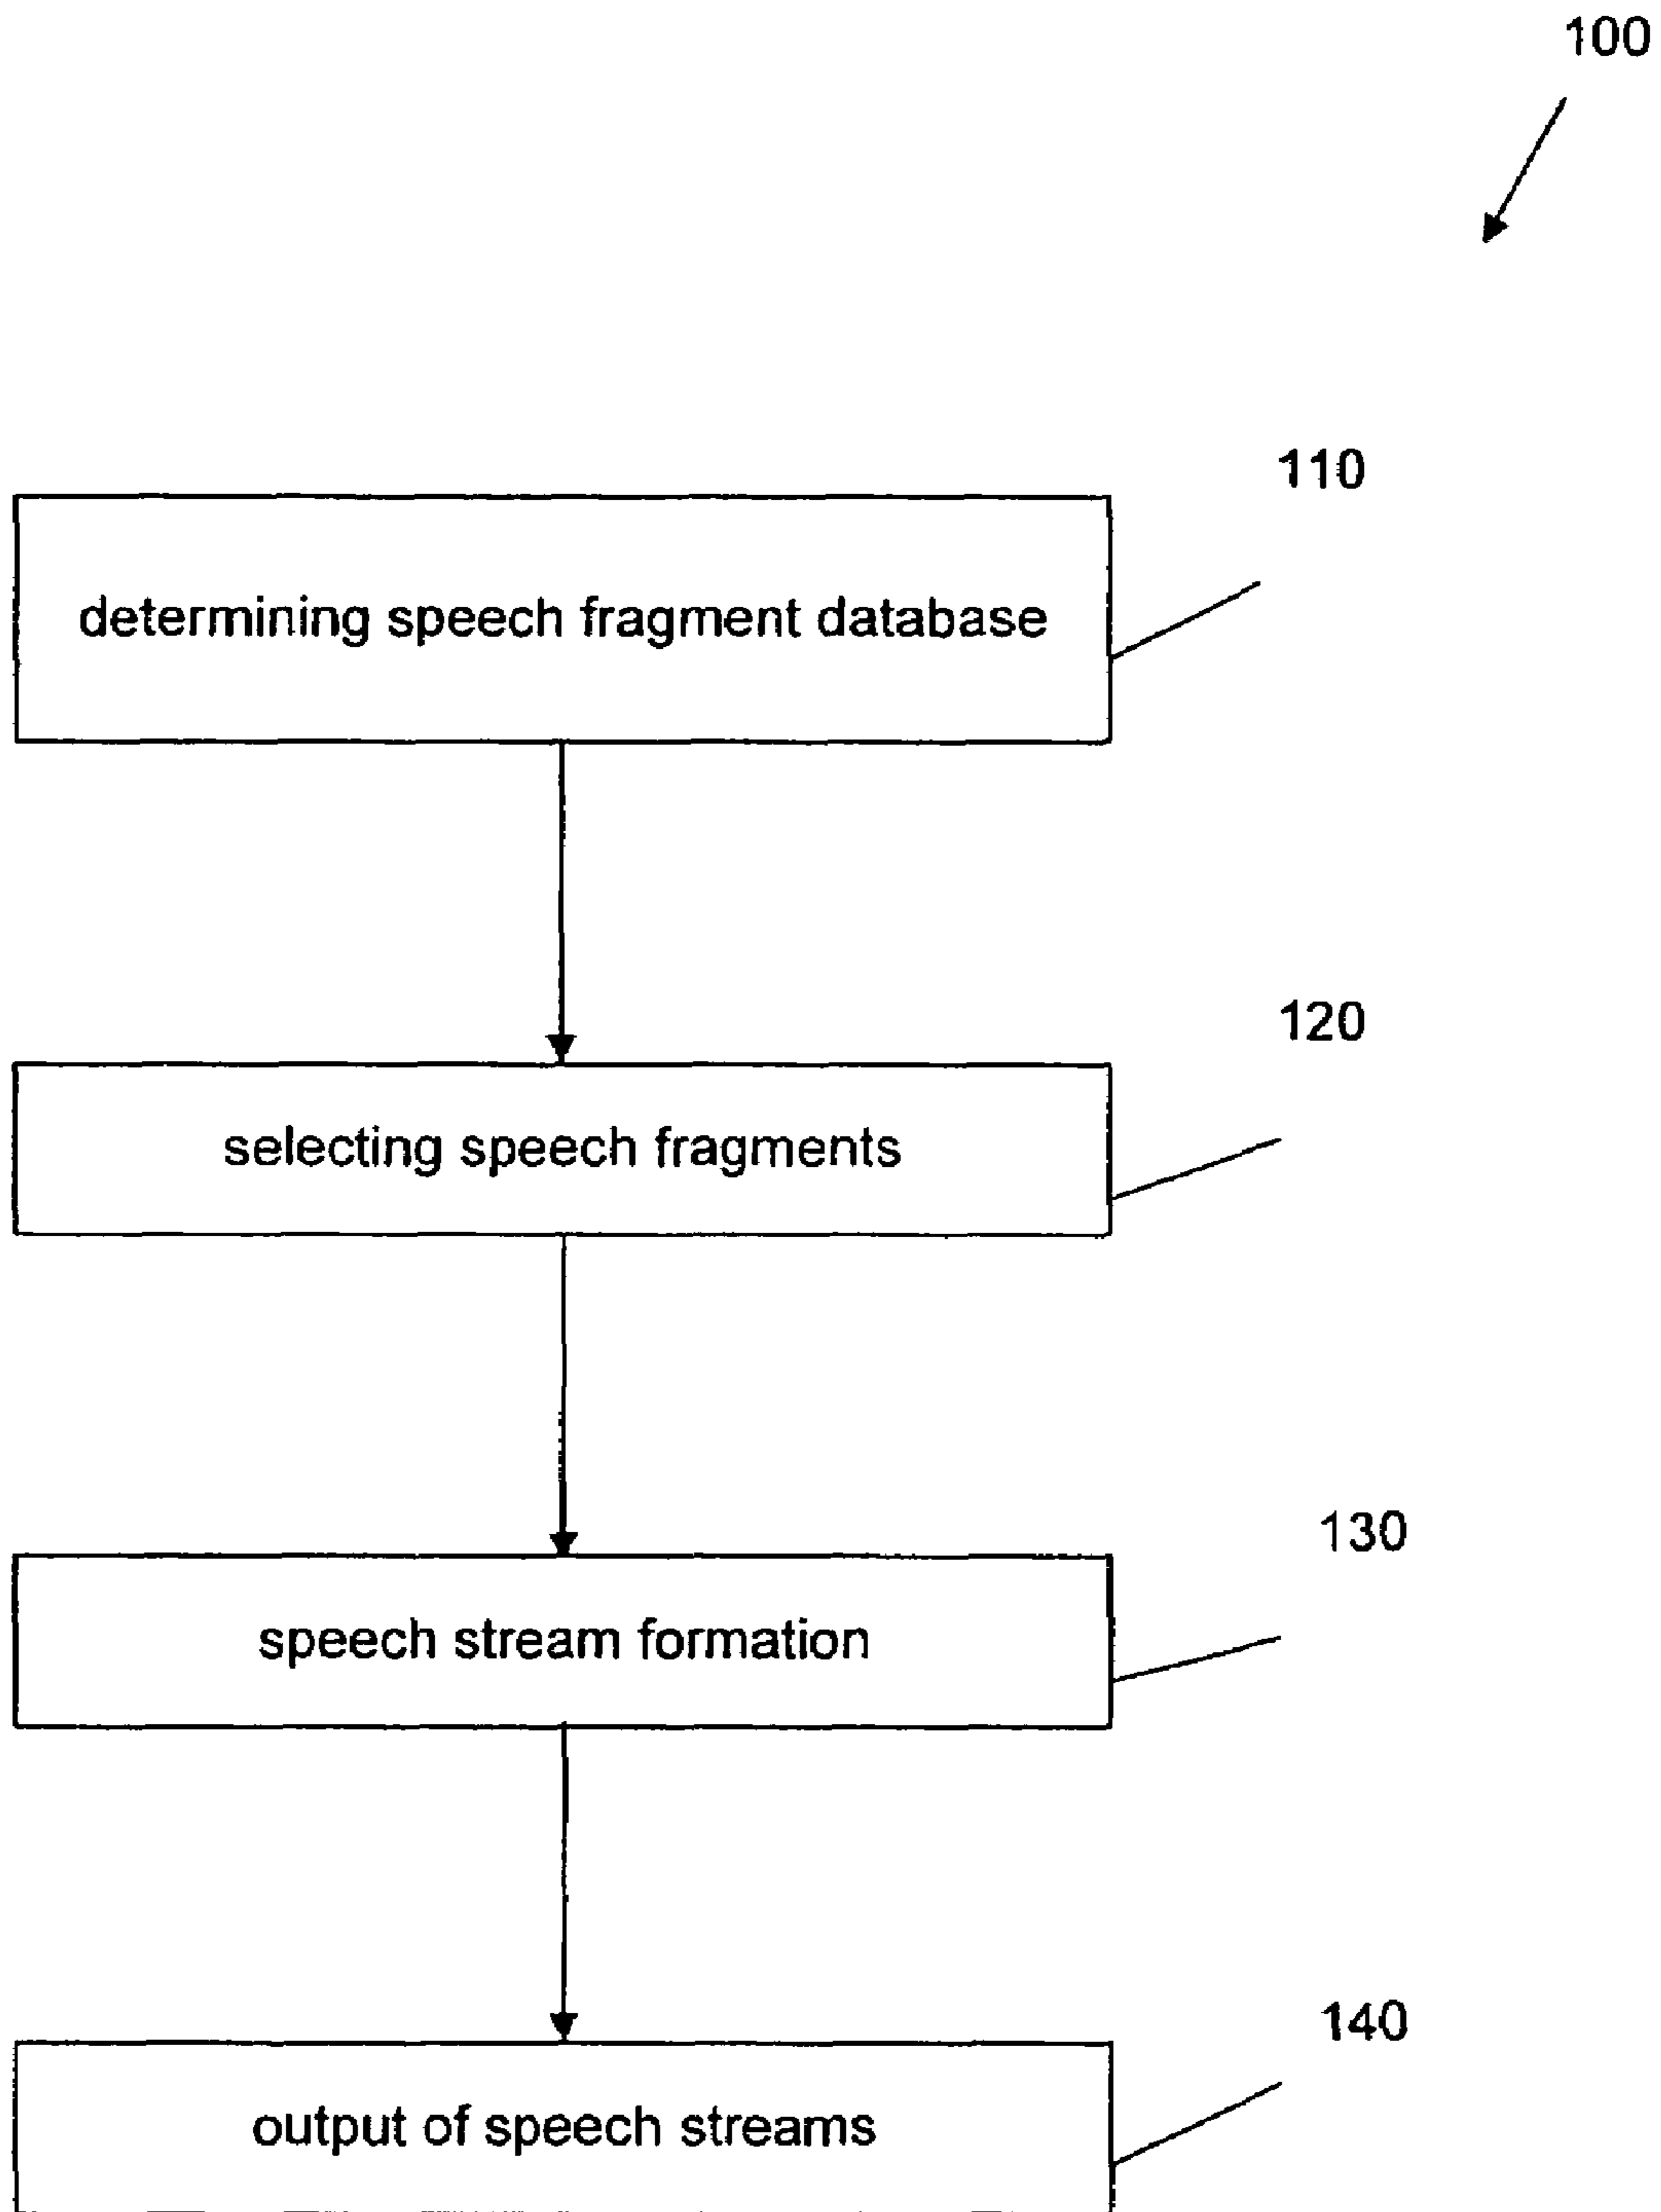 100
110
determining speech fragment database
120
selecting speech fragments
130
speech stream formation
140
output of speech streams